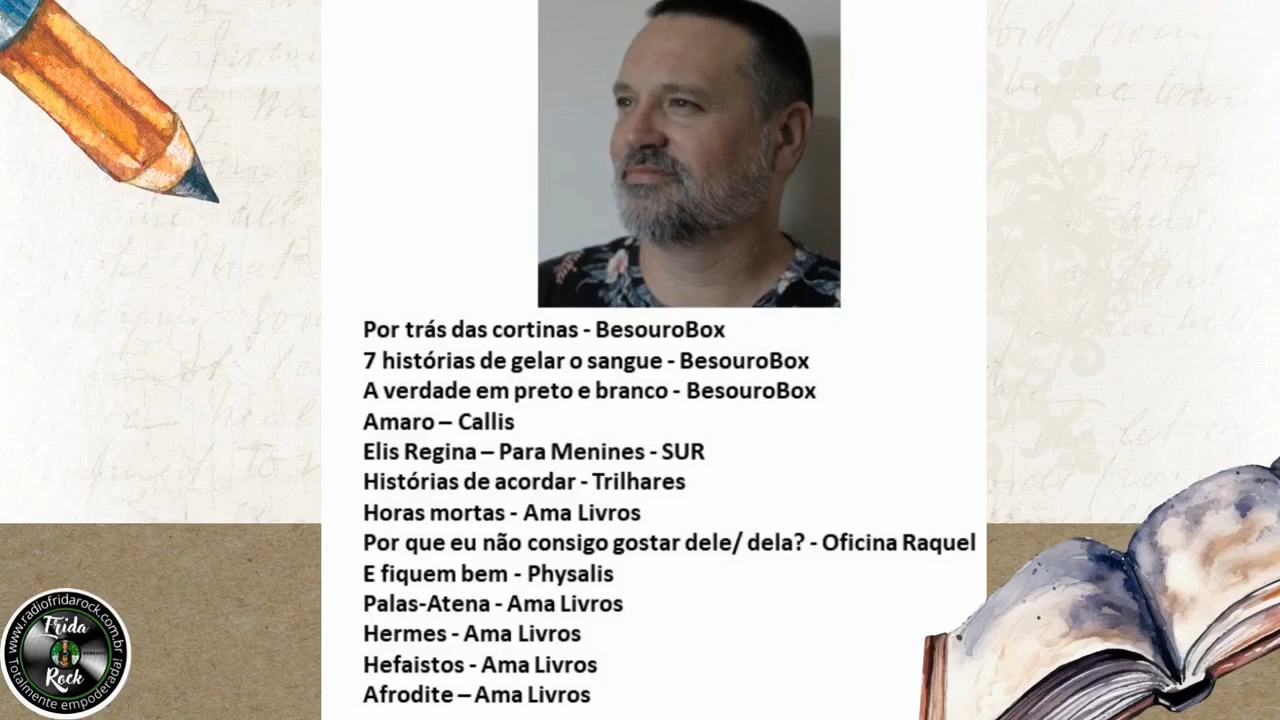 Por trás das cortinas - BesouroBox
7 histórias de gelar o sangue - BesouroBox
A verdade em preto e branco - BesouroBox
Amaro – Callis
Elis Regina – Para Menines - SUR
Histórias de acordar - Trilhares
Horas mortas - Ama Livros
Por que eu não consigo gostar dele/ dela? - Oficina Raquel
E fiquem bem - Physalis
Palas-Atena - Ama Livros
Hermes - Ama Livros
Hefaistos - Ama Livros
Afrodite – Ama Livros
www.radiofridarock.com.br
Frida
Rock
Totalmente empoderada!